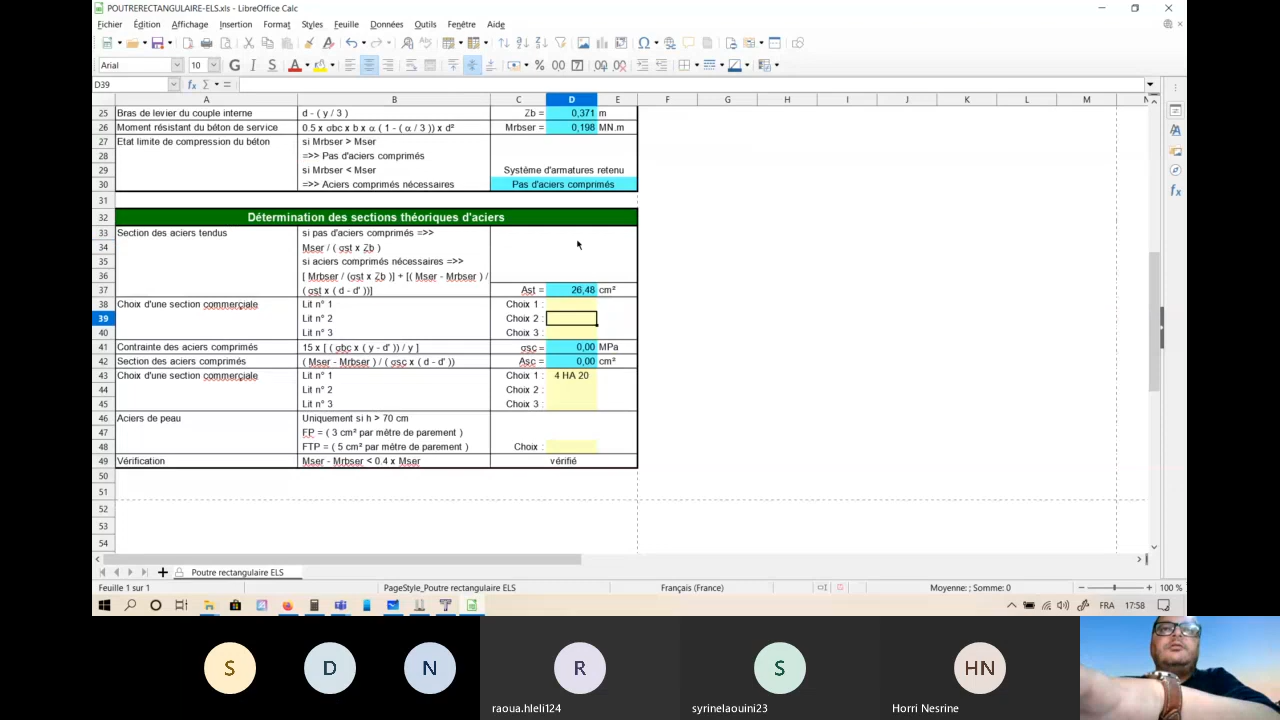 POUTRERECTANGULAIRE-ELS.xls - LibreOffice Calc
Fichier Édition Affichage Insertion Format Styles Feuille Données Outils Fenêtre Aide
Arial 10
D39
A B C D E F G H I J K L M N
25 Bras de levier du couple interne d - ( y / 3 ) Zb = 0,371 m
26 Moment résistant du béton de service 0.5 x σbc x b x α ( 1 - ( α / 3 )) x d² Mrbser = 0,198 MN.m
27 Etat limite de compression du béton si Mrbser > Mser
28 =>> Pas d'aciers comprimés
29 si Mrbser < Mser Système d'armatures retenu
30 =>> Aciers comprimés nécessaires Pas d'aciers comprimés
31
32 Détermination des sections théoriques d'aciers
33 Section des aciers tendus si pas d'aciers comprimés =>>
34 Mser / ( σst x Zb )
35 si aciers comprimés nécessaires =>>
36 [ Mrbser / (σst x Zb )] + [( Mser - Mrbser ) /
37 ( σst x ( d - d' ))] Ast = 26,48 cm²
38 Choix d'une section commerçiale Lit n° 1 Choix 1 :
39 Lit n° 2 Choix 2 :
40 Lit n° 3 Choix 3 :
41 Contrainte des aciers comprimés 15 x [ ( σbc x ( y - d' )) / y ] σsc = 0,00 MPa
42 Section des aciers comprimés ( Mser - Mrbser ) / ( σsc x ( d - d' )) Asc = 0,00 cm²
43 Choix d'une section commerçiale Lit n° 1 Choix 1 : 4 HA 20
44 Lit n° 2 Choix 2 :
45 Lit n° 3 Choix 3 :
46 Aciers de peau Uniquement si h > 70 cm
47 FP = ( 3 cm² par mètre de parement )
48 FTP = ( 5 cm² par mètre de parement ) Choix :
49 Vérification Mser - Mrbser < 0.4 x Mser vérifié
50
51
52
53
54
Poutre rectangulaire ELS
Feuille 1 sur 1 PageStyle_Poutre rectangulaire ELS Français (France) Moyenne: ; Somme: 0 100 %
FRA 17:58
S D N R S HN
raoua.hleli124 syrinelaouini23 Horri Nesrine